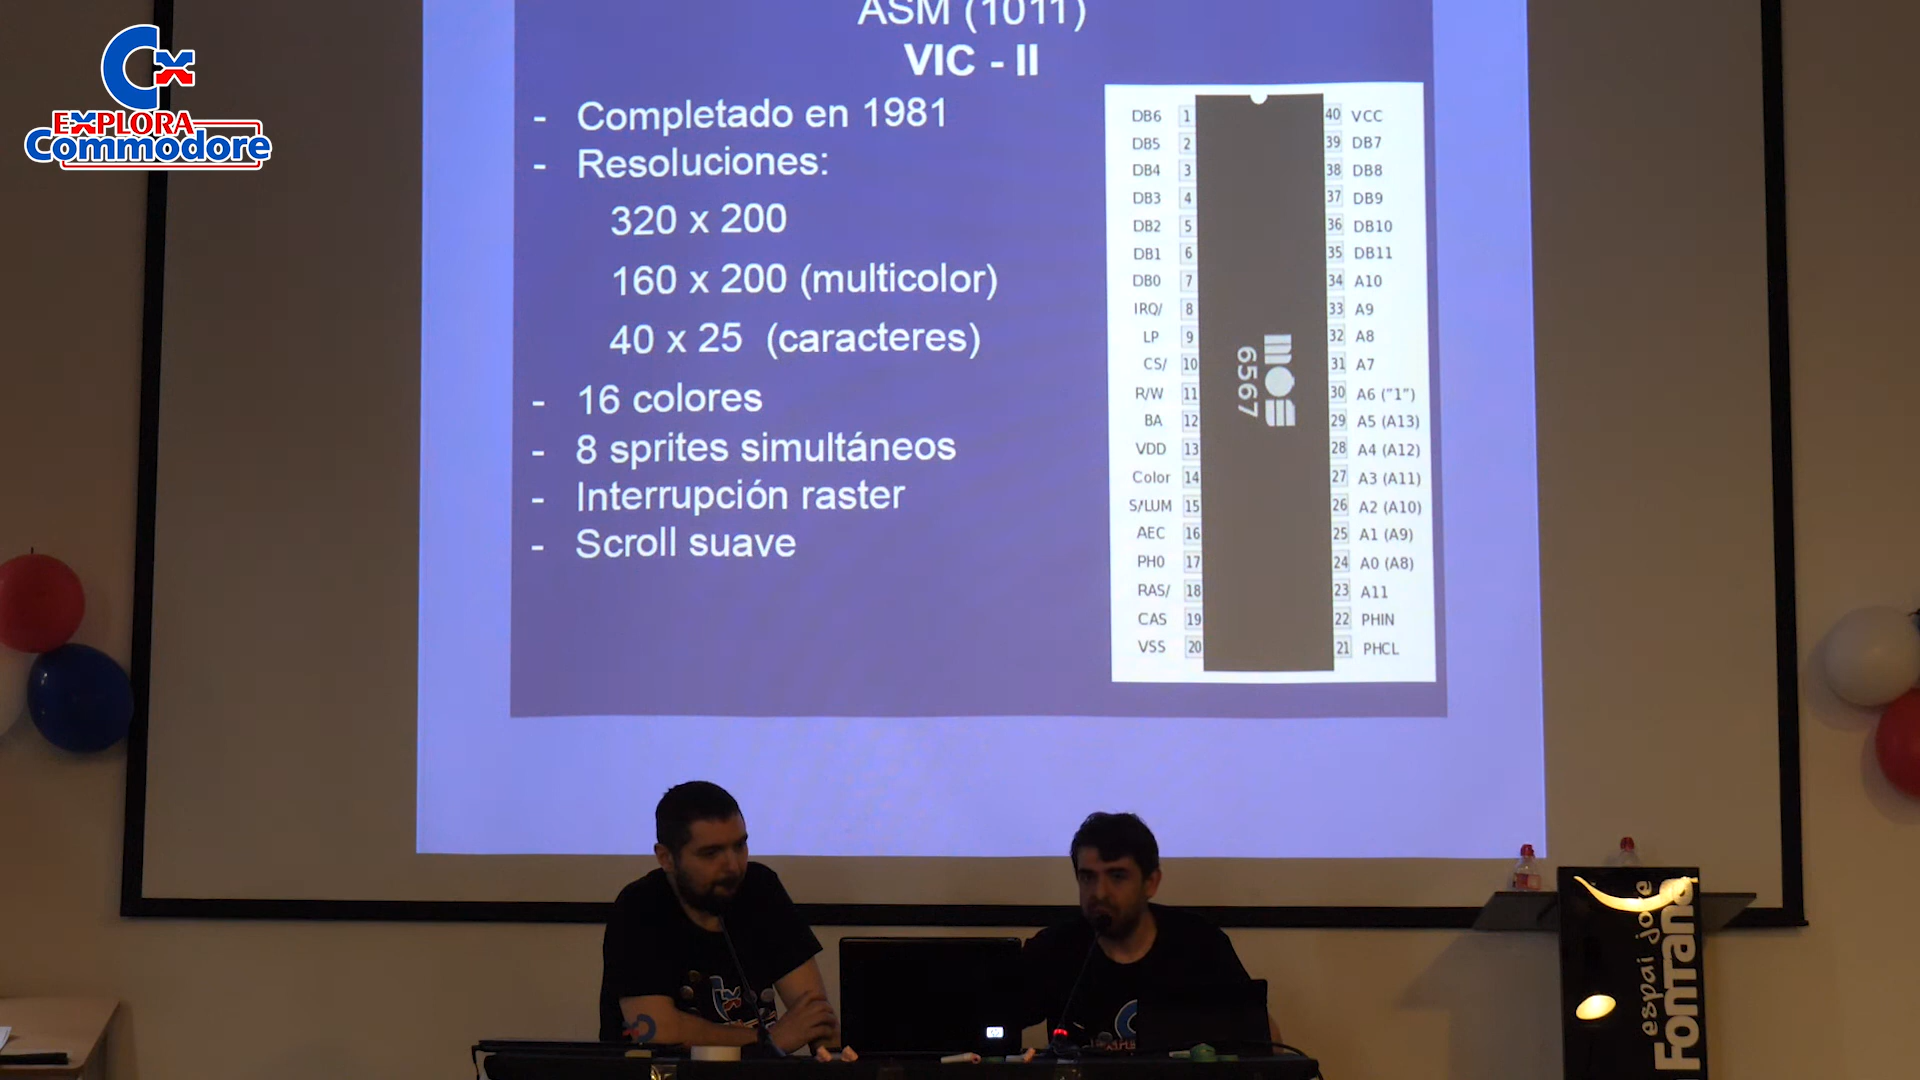 EXPLORA
Commodore
ASM (1011)
VIC - II
- Completado en 1981
- Resoluciones:
320 x 200
160 x 200 (multicolor)
40 x 25 (caracteres)
- 16 colores
- 8 sprites simultáneos
- Interrupción raster
- Scroll suave
DB6 1 40 VCC
DB5 2 39 DB7
DB4 3 38 DB8
DB3 4 37 DB9
DB2 5 36 DB10
DB1 6 35 DB11
DB0 7 34 A10
IRQ/ 8 33 A9
LP 9 32 A8
CS/ 10 31 A7
R/W 11 30 A6 ("1")
BA 12 29 A5 (A13)
VDD 13 28 A4 (A12)
Color 14 27 A3 (A11)
S/LUM 15 26 A2 (A10)
AEC 16 25 A1 (A9)
PH0 17 24 A0 (A8)
RAS/ 18 23 A11
CAS 19 22 PHIN
VSS 20 21 PHCL
mos
6567
espai jove
Fontana